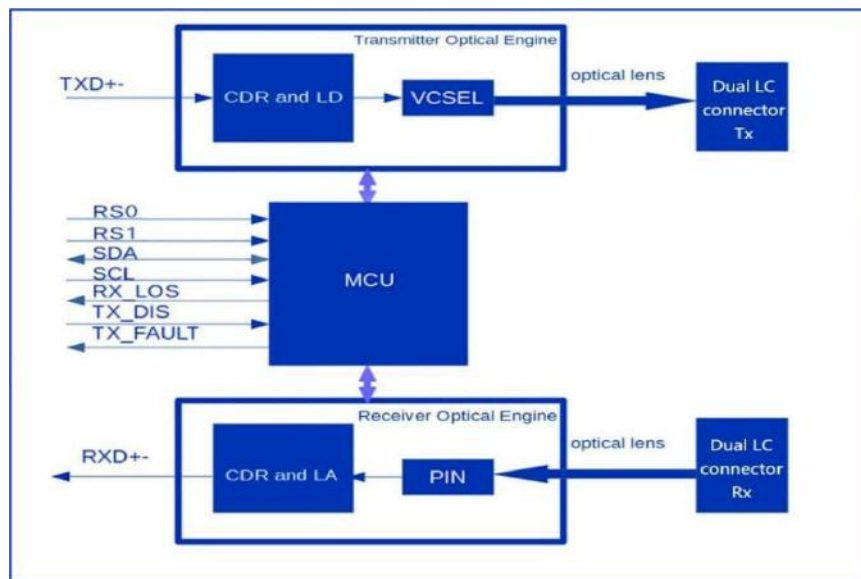 Transmitter Optical Engine
TXD+-
CDR and LD
VCSEL
optical lens
Dual LC
connector
Tx
RS0
RS1
SDA
SCL
RX_LOS
TX_DIS
TX_FAULT
MCU
Receiver Optical Engine
RXD+-
CDR and LA
PIN
optical lens
Dual LC
connector
Rx